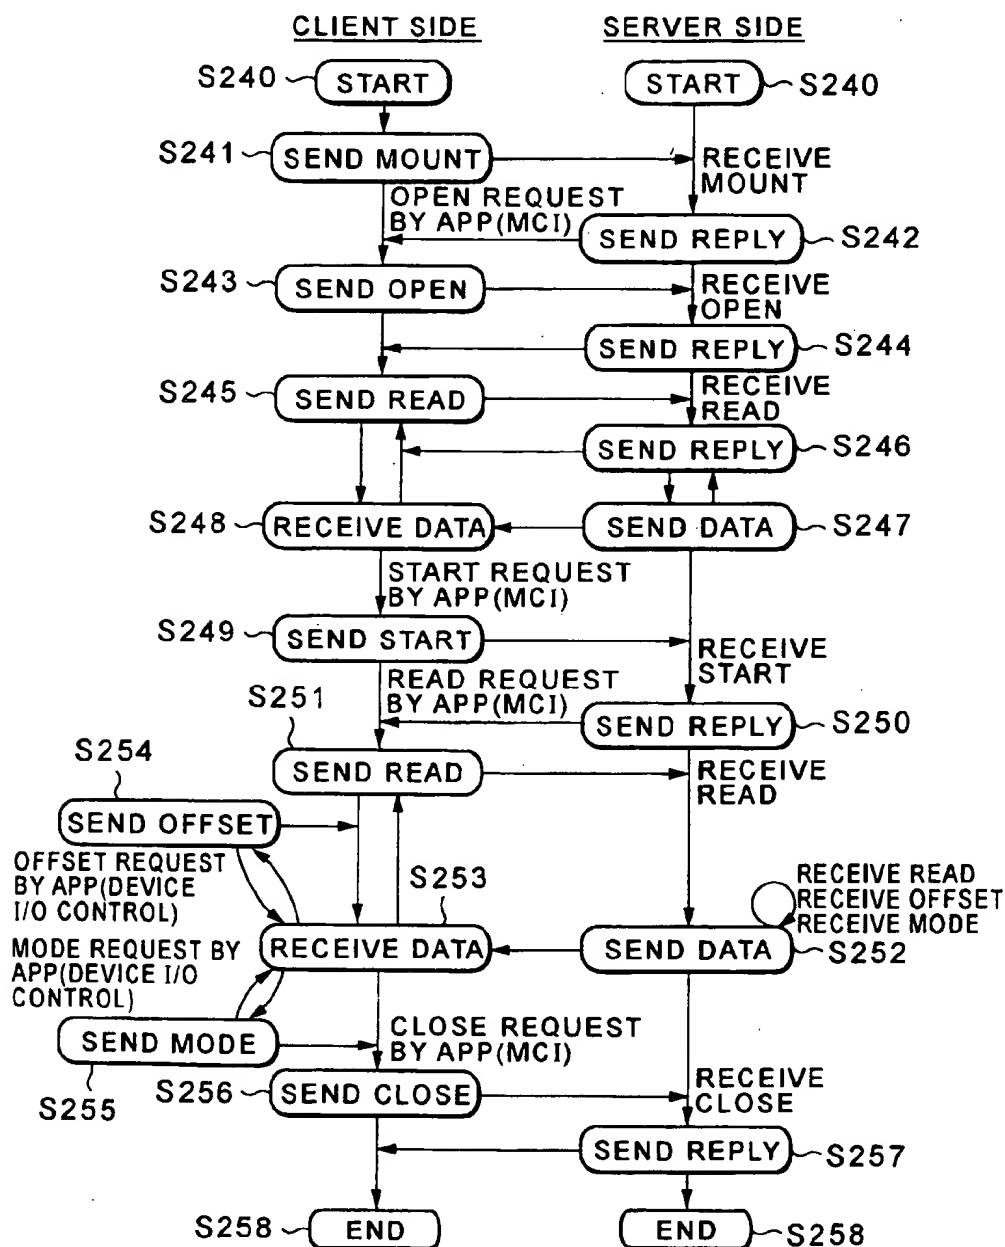 CLIENT SIDE
SERVER SIDE
S240
START
START
S240
S241
SEND MOUNT
RECEIVE
MOUNT
OPEN REQUEST
BY APP(MCI)
SEND REPLY
S242
S243
SEND OPEN
RECEIVE
OPEN
SEND REPLY
S244
S245
SEND READ
RECEIVE
READ
SEND REPLY
S246
S248
RECEIVE DATA
SEND DATA
S247
START REQUEST
BY APP(MCI)
S249
SEND START
RECEIVE
START
S251
READ REQUEST
BY APP(MCI)
SEND REPLY
S250
SEND READ
RECEIVE
READ
S254
SEND OFFSET
OFFSET REQUEST
BY APP(DEVICE
I/O CONTROL)
S253
RECEIVE READ
RECEIVE OFFSET
RECEIVE MODE
RECEIVE DATA
SEND DATA
S252
MODE REQUEST BY
APP(DEVICE I/O
CONTROL)
SEND MODE
S255
CLOSE REQUEST
BY APP(MCI)
S256
SEND CLOSE
RECEIVE
CLOSE
SEND REPLY
S257
S258
END
END
S258